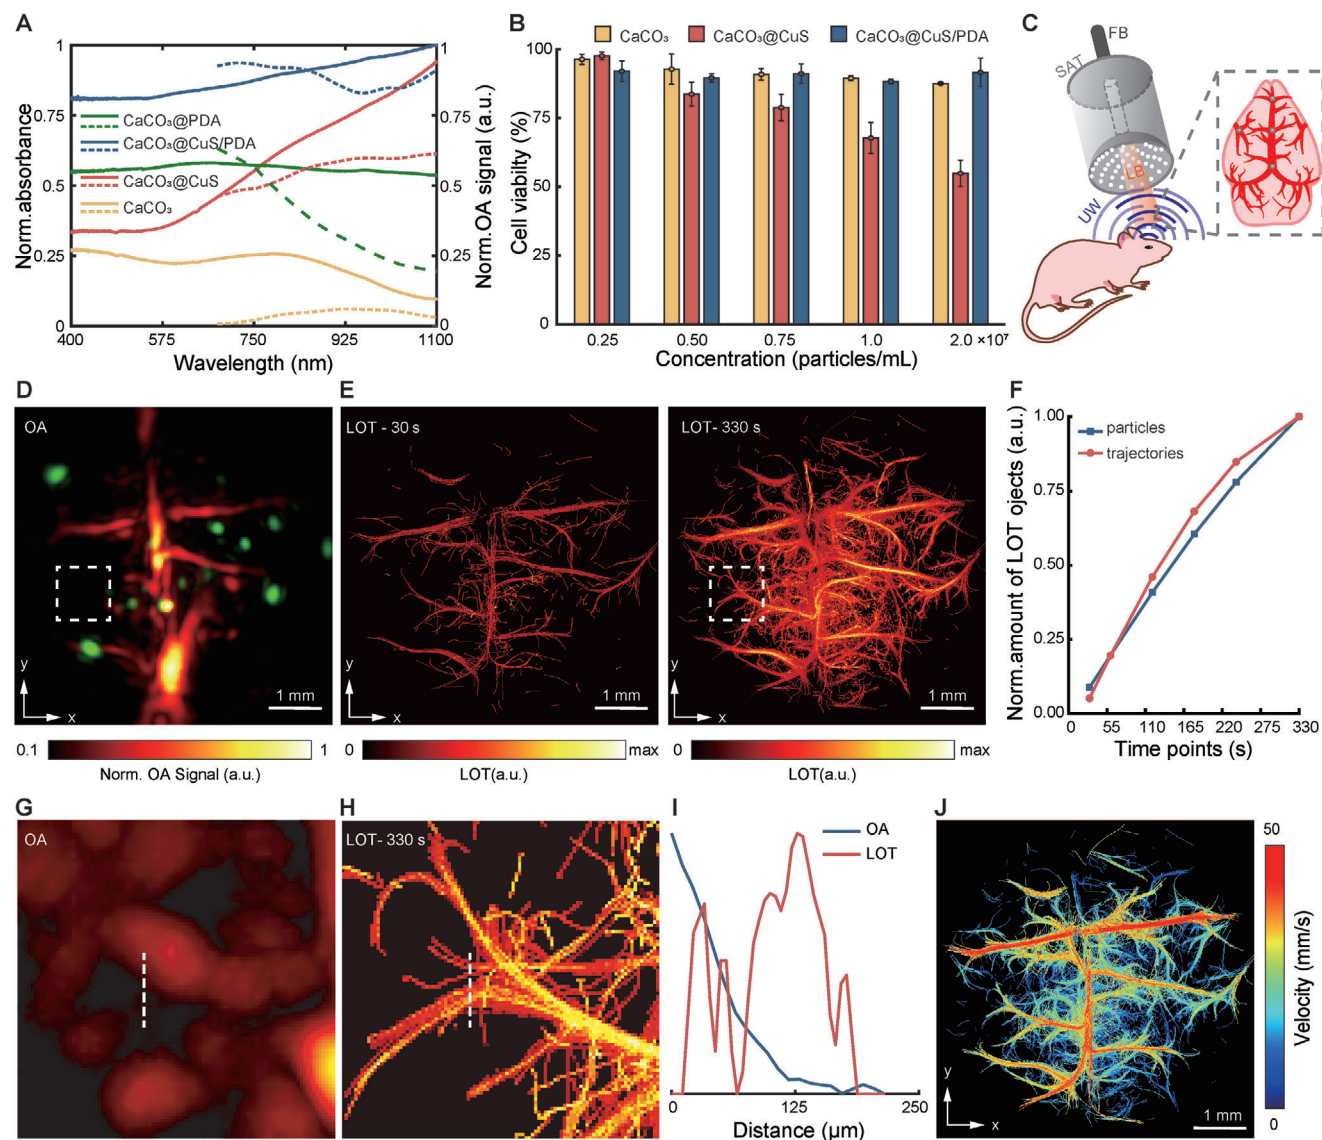 A
Norm.absorbance
1
0.75
0.5
0.25
0
400
575
750
925
1100
Wavelength (nm)
1
0.75
0.5
0.25
0
Norm.OA signal (a.u.)
CaCO₃@PDA
CaCO₃@CuS/PDA
CaCO₃@CuS
CaCO₃
B
CaCO₃
CaCO₃@CuS
CaCO₃@CuS/PDA
Cell viability (%)
100
75
50
25
0
0.25
0.50
0.75
1.0
2.0 ×10⁷
Concentration (particles/mL)
C
FB
SAT
LB
UW
D
OA
y
x
1 mm
0.1
1
Norm. OA Signal (a.u.)
E
LOT - 30 s
y
x
1 mm
0
max
LOT(a.u.)
LOT- 330 s
1 mm
0
max
LOT(a.u.)
F
particles
trajectories
Norm.amount of LOT ojects (a.u.)
1.00
0.75
0.50
0.25
0.00
0
55
110
165
220
275
330
Time points (s)
G
OA
H
LOT- 330 s
I
OA
LOT
0
125
250
Distance (µm)
J
y
x
1 mm
50
Velocity (mm/s)
0